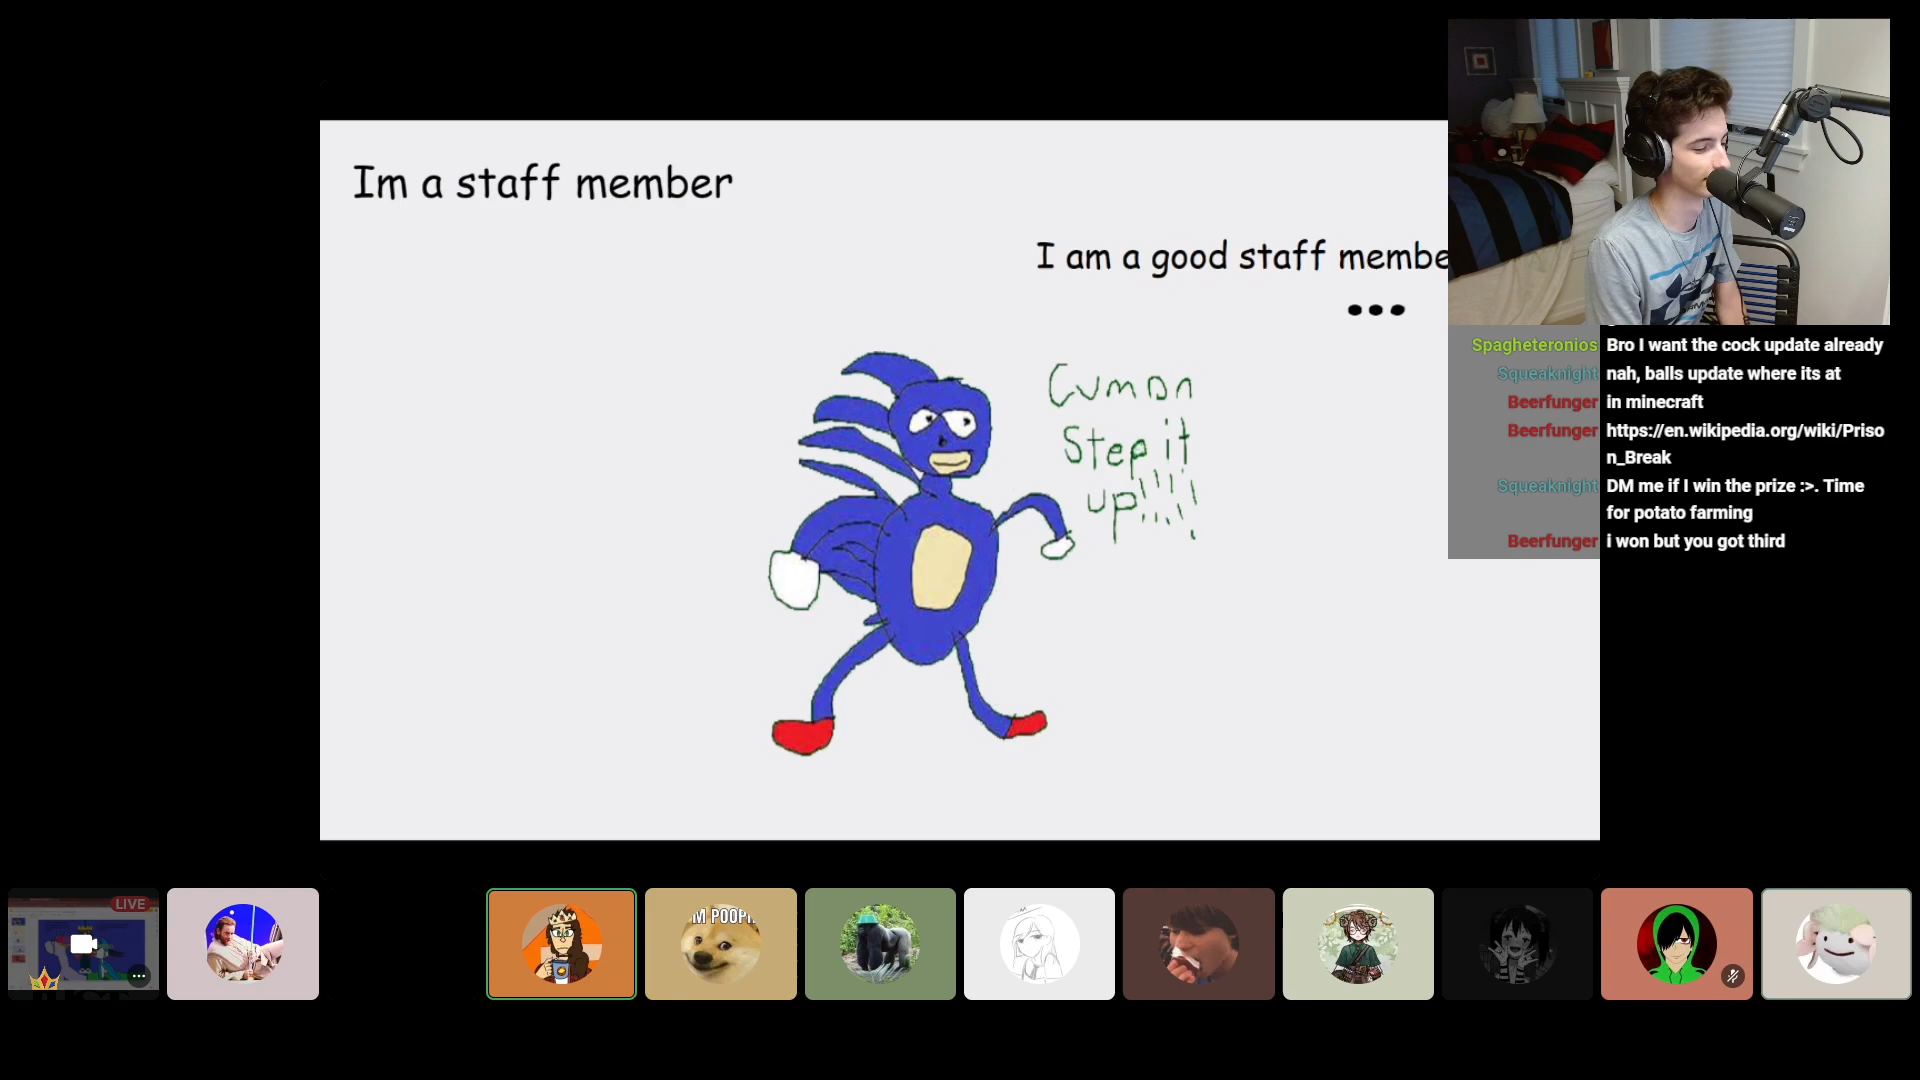 Im a staff member
I am a good staff membe
...
Cumon
Step it
up!!!!!
Spagheteronios Bro I want the cock update already
Squeaknight nah, balls update where its at
Beerfunger in minecraft
Beerfunger https://en.wikipedia.org/wiki/Priso
n_Break
Squeaknight DM me if I win the prize :>. Time
for potato farming
Beerfunger i won but you got third
LIVE